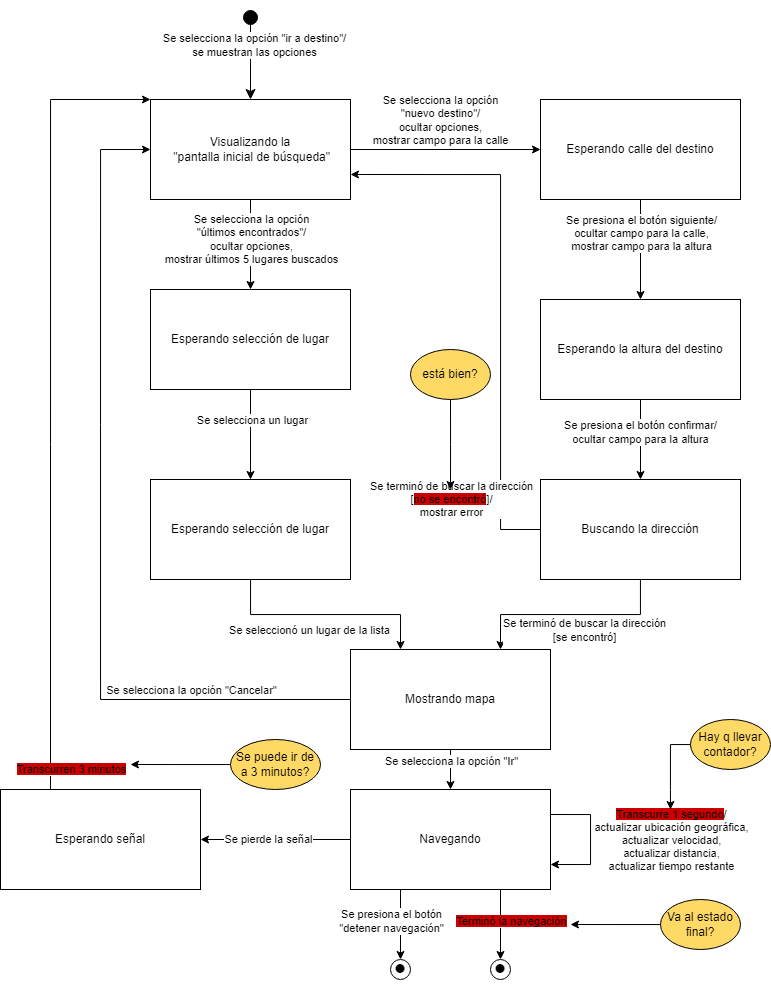 Se selecciona la opción "ir a destino"/
se muestran las opciones
Visualizando la
"pantalla inicial de búsqueda"
Se selecciona la opción
"nuevo destino"/
ocultar opciones,
mostrar campo para la calle
Esperando calle del destino
Se selecciona la opción
"últimos encontrados"/
ocultar opciones,
mostrar últimos 5 lugares buscados
Se presiona el botón siguiente/
ocultar campo para la calle,
mostrar campo para la altura
Esperando selección de lugar
Esperando la altura del destino
está bien?
Se selecciona un lugar
Se presiona el botón confirmar/
ocultar campo para la altura
Se terminó de buscar la dirección
[no se encontró]/
mostrar error
Esperando selección de lugar
Buscando la dirección
Se seleccionó un lugar de la lista
Se terminó de buscar la dirección
[se encontró]
Se selecciona la opción "Cancelar"
Mostrando mapa
Se selecciona la opción "Ir"
Transcurren 3 minutos
Se puede ir de
a 3 minutos?
Hay q llevar
contador?
Esperando señal
Se pierde la señal
Navegando
Transcurre 1 segundo/
actualizar ubicación geográfica,
actualizar velocidad,
actualizar distancia,
actualizar tiempo restante
Se presiona el botón
"detener navegación"
Terminó la navegación
Va al estado
final?